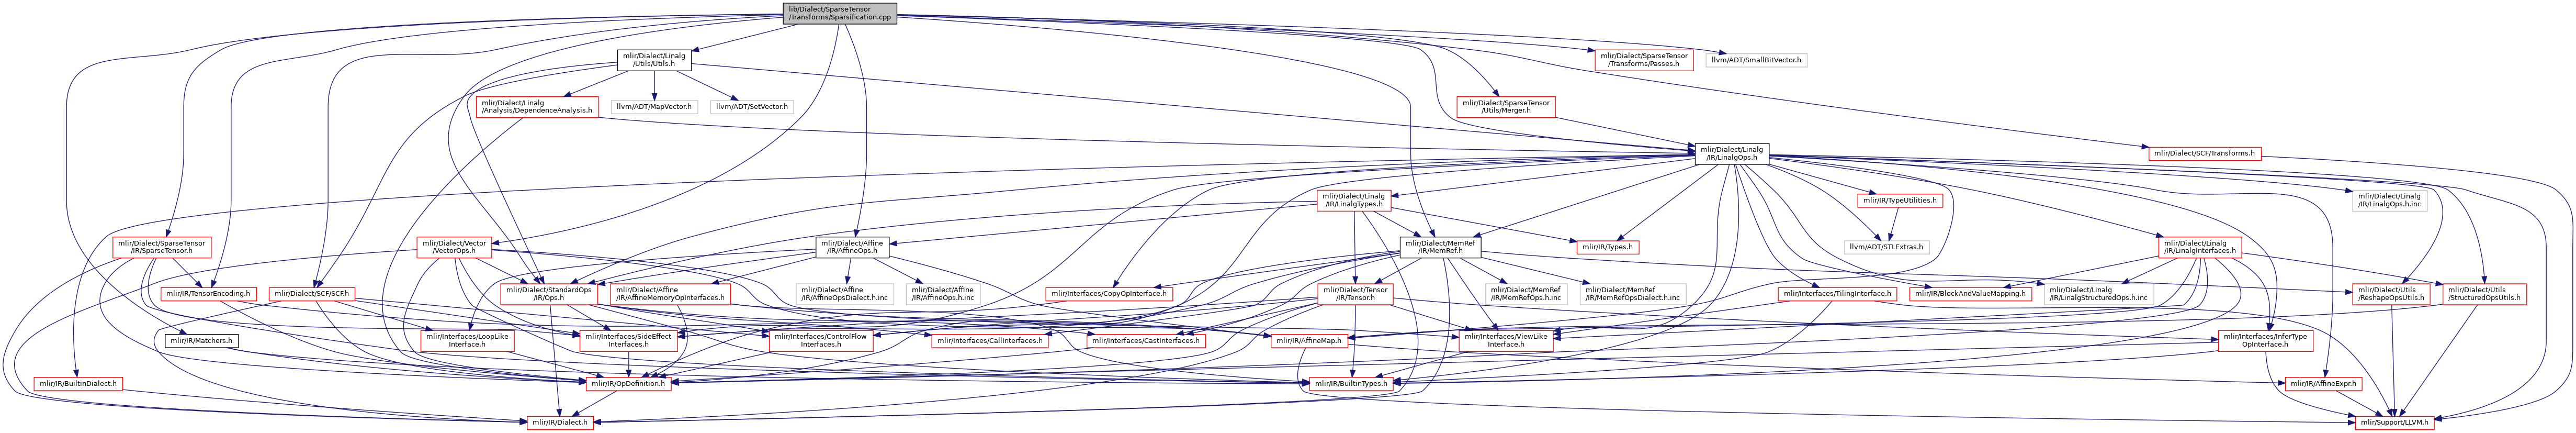 lib/Dialect/SparseTensor
/Transforms/Sparsification.cpp
mlir/Dialect/Linalg
/Utils/Utils.h
mlir/Dialect/SparseTensor
/Transforms/Passes.h
llvm/ADT/SmallBitVector.h
mlir/Dialect/Linalg
/Analysis/DependenceAnalysis.h
llvm/ADT/MapVector.h
llvm/ADT/SetVector.h
mlir/Dialect/SparseTensor
/Utils/Merger.h
mlir/Dialect/Linalg
/IR/LinalgOps.h
mlir/Dialect/SCF/Transforms.h
mlir/Dialect/Linalg
/IR/LinalgTypes.h
mlir/IR/TypeUtilities.h
mlir/Dialect/Linalg
/IR/LinalgOps.h.inc
mlir/Dialect/SparseTensor
/IR/SparseTensor.h
mlir/Dialect/Vector
/VectorOps.h
mlir/Dialect/Affine
/IR/AffineOps.h
mlir/Dialect/MemRef
/IR/MemRef.h
mlir/IR/Types.h
llvm/ADT/STLExtras.h
mlir/Dialect/Linalg
/IR/LinalgInterfaces.h
mlir/IR/TensorEncoding.h
mlir/Dialect/SCF/SCF.h
mlir/Dialect/StandardOps
/IR/Ops.h
mlir/Dialect/Affine
/IR/AffineMemoryOpInterfaces.h
mlir/Dialect/Affine
/IR/AffineOpsDialect.h.inc
mlir/Dialect/Affine
/IR/AffineOps.h.inc
mlir/Interfaces/CopyOpInterface.h
mlir/Dialect/Tensor
/IR/Tensor.h
mlir/Dialect/MemRef
/IR/MemRefOps.h.inc
mlir/Dialect/MemRef
/IR/MemRefOpsDialect.h.inc
mlir/Interfaces/TilingInterface.h
mlir/IR/BlockAndValueMapping.h
mlir/Dialect/Linalg
/IR/LinalgStructuredOps.h.inc
mlir/Dialect/Utils
/ReshapeOpsUtils.h
mlir/Dialect/Utils
/StructuredOpsUtils.h
mlir/IR/Matchers.h
mlir/Interfaces/LoopLike
Interface.h
mlir/Interfaces/SideEffect
Interfaces.h
mlir/Interfaces/ControlFlow
Interfaces.h
mlir/Interfaces/CallInterfaces.h
mlir/Interfaces/CastInterfaces.h
mlir/IR/AffineMap.h
mlir/Interfaces/ViewLike
Interface.h
mlir/Interfaces/InferType
OpInterface.h
mlir/IR/BuiltinDialect.h
mlir/IR/OpDefinition.h
mlir/IR/BuiltinTypes.h
mlir/IR/AffineExpr.h
mlir/IR/Dialect.h
mlir/Support/LLVM.h